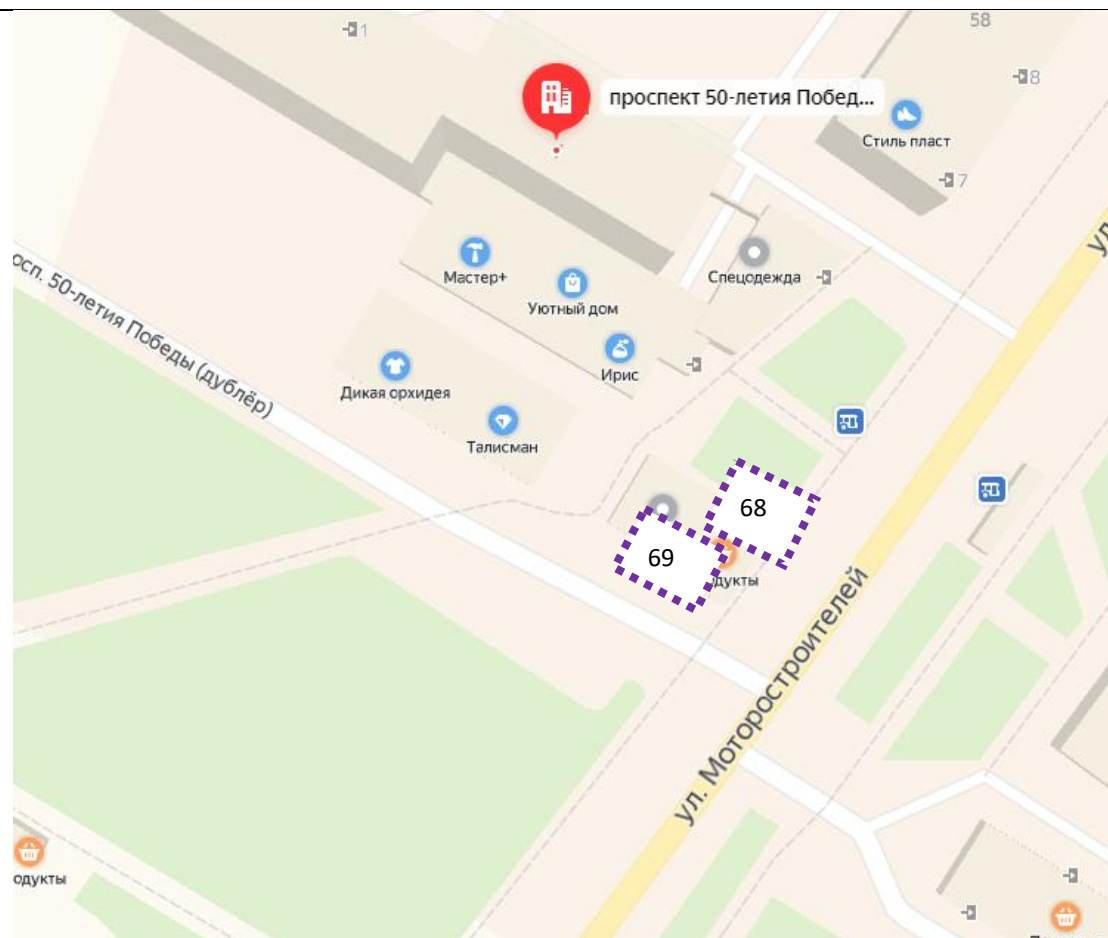 58
1
8
проспект 50-летия Побед...
Стиль пласт
7
Спецодежда
Мастер+
Уютный дом
осп. 50-летия Победы (дублёр)
Ирис
Дикая орхидея
Талисман
68
69
дукты
ул. Моторостроителей
одукты